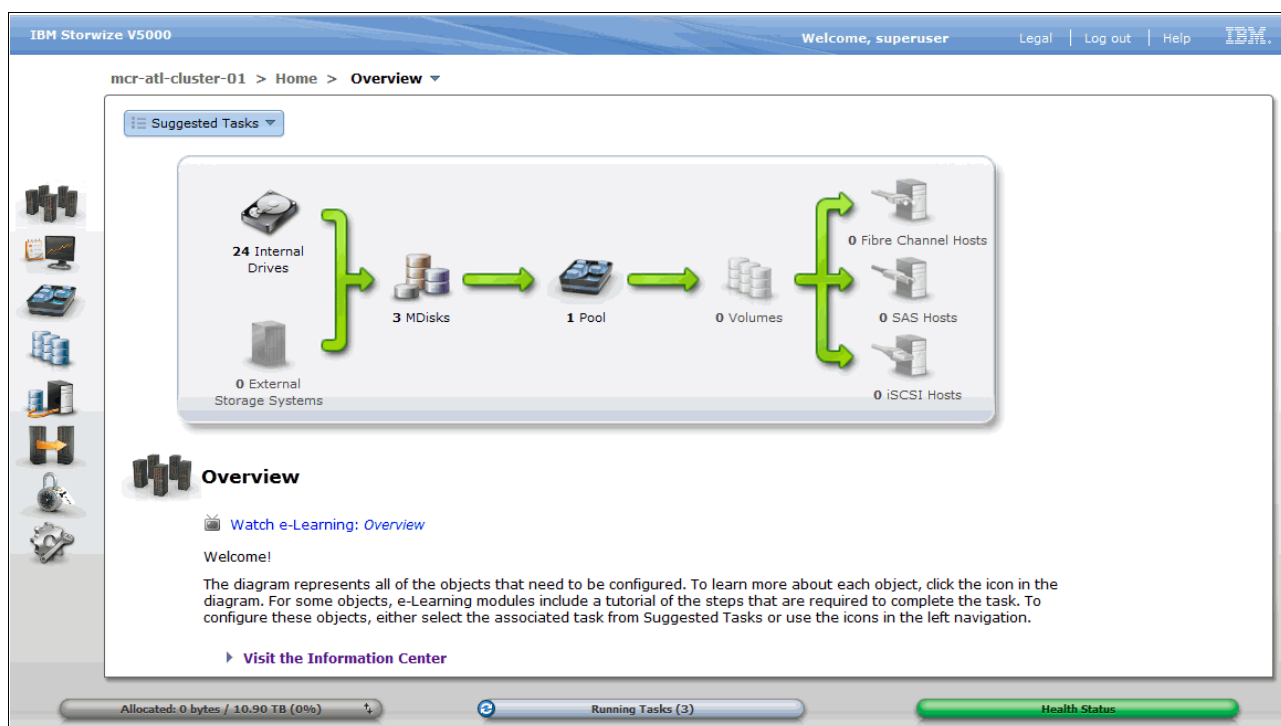 IBM Storwize V5000
Welcome, superuser
Legal | Log out | Help
IBM.
mcr-atl-cluster-01 > Home > Overview
Suggested Tasks
24 Internal
Drives
0 External
Storage Systems
3 MDisks
1 Pool
0 Volumes
0 Fibre Channel Hosts
0 SAS Hosts
0 iSCSI Hosts
Overview
Watch e-Learning: Overview
Welcome!
The diagram represents all of the objects that need to be configured. To learn more about each object, click the icon in the
diagram. For some objects, e-Learning modules include a tutorial of the steps that are required to complete the task. To
configure these objects, either select the associated task from Suggested Tasks or use the icons in the left navigation.
Visit the Information Center
Allocated: 0 bytes / 10.90 TB (0%)
Running Tasks (3)
Health Status